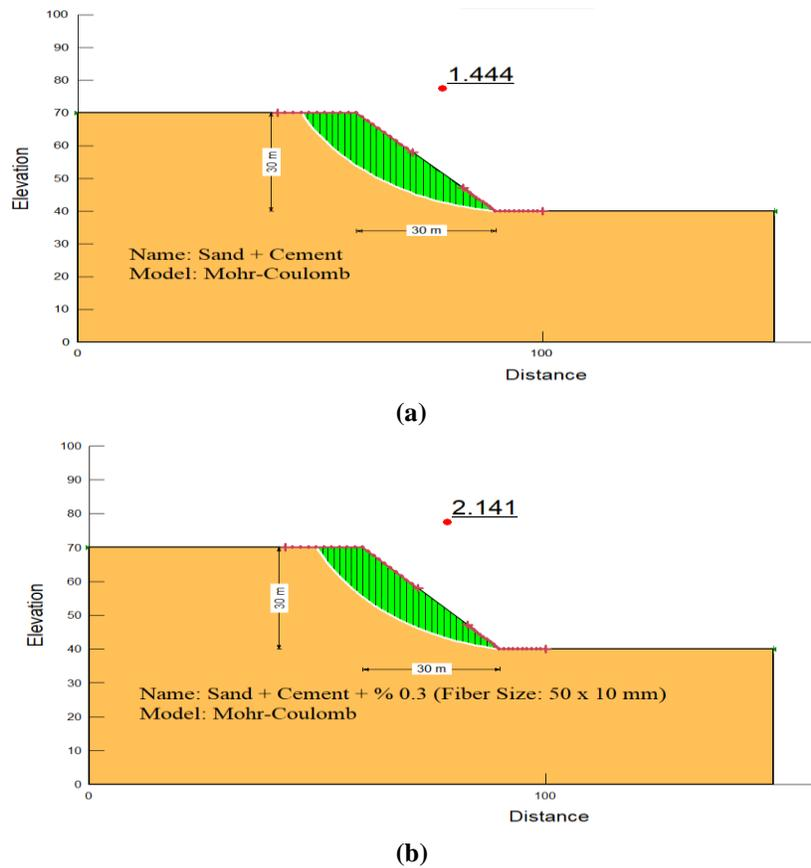 100
90
80
70
60
50
40
30
20
10
0
Elevation
1.444
30 m
30 m
Name: Sand + Cement
Model: Mohr-Coulomb
0
100
Distance
(a)
100
90
80
70
60
50
40
30
20
10
0
Elevation
2.141
30 m
30 m
Name: Sand + Cement + % 0.3 (Fiber Size: 50 x 10 mm)
Model: Mohr-Coulomb
0
100
Distance
(b)